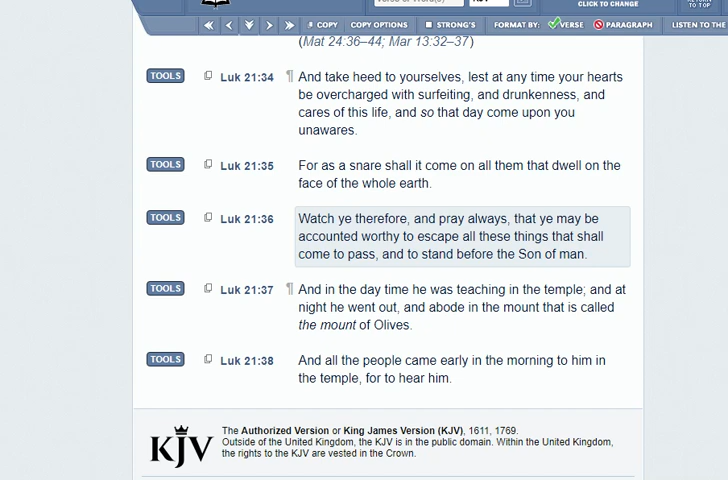 Verse or Word(s)
KJV
CLICK TO CHANGE
RETURN
TO TOP
COPY COPY OPTIONS STRONG'S FORMAT BY: VERSE PARAGRAPH LISTEN TO THE
(Mat 24:36–44; Mar 13:32–37)
TOOLS Luk 21:34 ¶ And take heed to yourselves, lest at any time your hearts
be overcharged with surfeiting, and drunkenness, and
cares of this life, and so that day come upon you
unawares.
TOOLS Luk 21:35 For as a snare shall it come on all them that dwell on the
face of the whole earth.
TOOLS Luk 21:36 Watch ye therefore, and pray always, that ye may be
accounted worthy to escape all these things that shall
come to pass, and to stand before the Son of man.
TOOLS Luk 21:37 ¶ And in the day time he was teaching in the temple; and at
night he went out, and abode in the mount that is called
the mount of Olives.
TOOLS Luk 21:38 And all the people came early in the morning to him in
the temple, for to hear him.
KJV
The Authorized Version or King James Version (KJV), 1611, 1769.
Outside of the United Kingdom, the KJV is in the public domain. Within the United Kingdom,
the rights to the KJV are vested in the Crown.